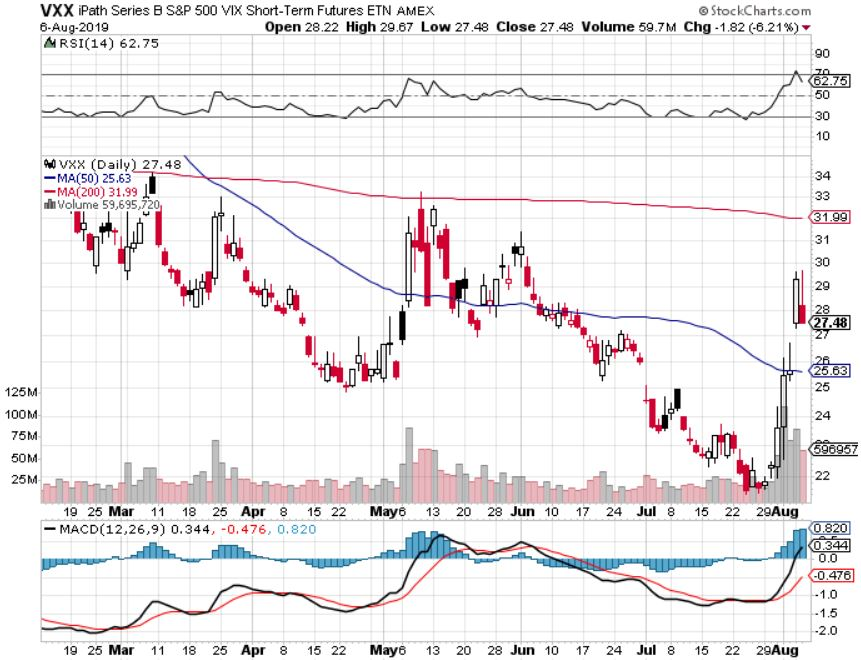 VXX iPath Series B S&P 500 VIX Short-Term Futures ETN AMEX © StockCharts.com
6-Aug-2019 Open 28.22 High 29.67 Low 27.48 Close 27.48 Volume 59.7M Chg -1.82 (-6.21%)
RSI(14) 62.75
90
70
62.75
50
30
10
VXX (Daily) 27.48
MA(50) 25.63
MA(200) 31.99
Volume 59,695,720
34
33
31.99
31
30
29
28
27.48
27
26
25.63
25
24
23
22
125M
100M
75M
50M
25M
596957
19 25 Mar 11 18 25 Apr 8 15 22 May 6 13 20 28 Jun 10 17 24 Jul 8 15 22 29 Aug
MACD(12,26,9) 0.344, -0.476, 0.820
0.820
0.5
0.344
0.0
-0.476
-1.0
-1.5
-2.0
19 25 Mar 11 18 25 Apr 8 15 22 May 6 13 20 28 Jun 10 17 24 Jul 8 15 22 29 Aug